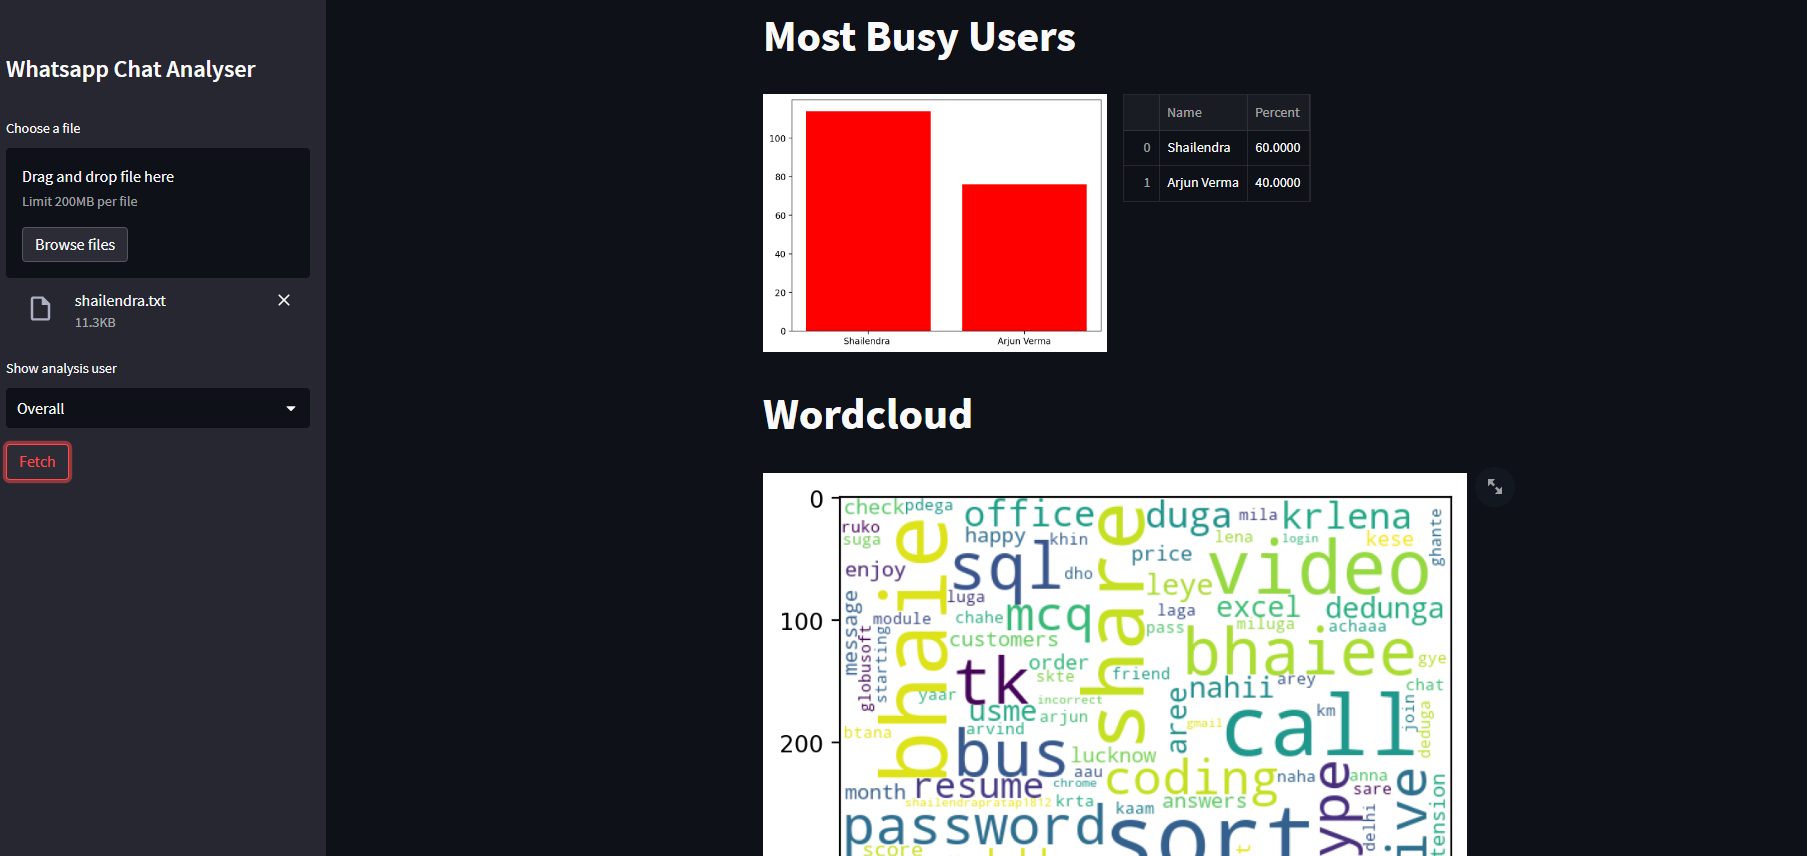 Whatsapp Chat Analyser
Choose a file
Drag and drop file here
Limit 200MB per file
Browse files
shailendra.txt
11.3KB
Show analysis user
Overall
Fetch
Most Busy Users
100
80
60
40
20
0
Shailendra
Arjun Verma
Name Percent
0 Shailendra 60.0000
1 Arjun Verma 40.0000
Wordcloud
0
100
200
check pdega office share duga mila krlena ghante
ruko bhaie happy khin lena login kese
suga sql price video
enjoy dho leye
luga mcq laga excel dedunga
message module chahe pass miluga achaaa
globusoft starting customers bhaiee
tk order skte friend nahii arey gye
yaar incorrect aree chat
usme arjun gmail call km join deduga
btana arvind
bus lucknow
aau coding naha anna
month resume chrome sare
shailendrapratap1812 krta kaam answers delhi
password sort ype ive tension
score